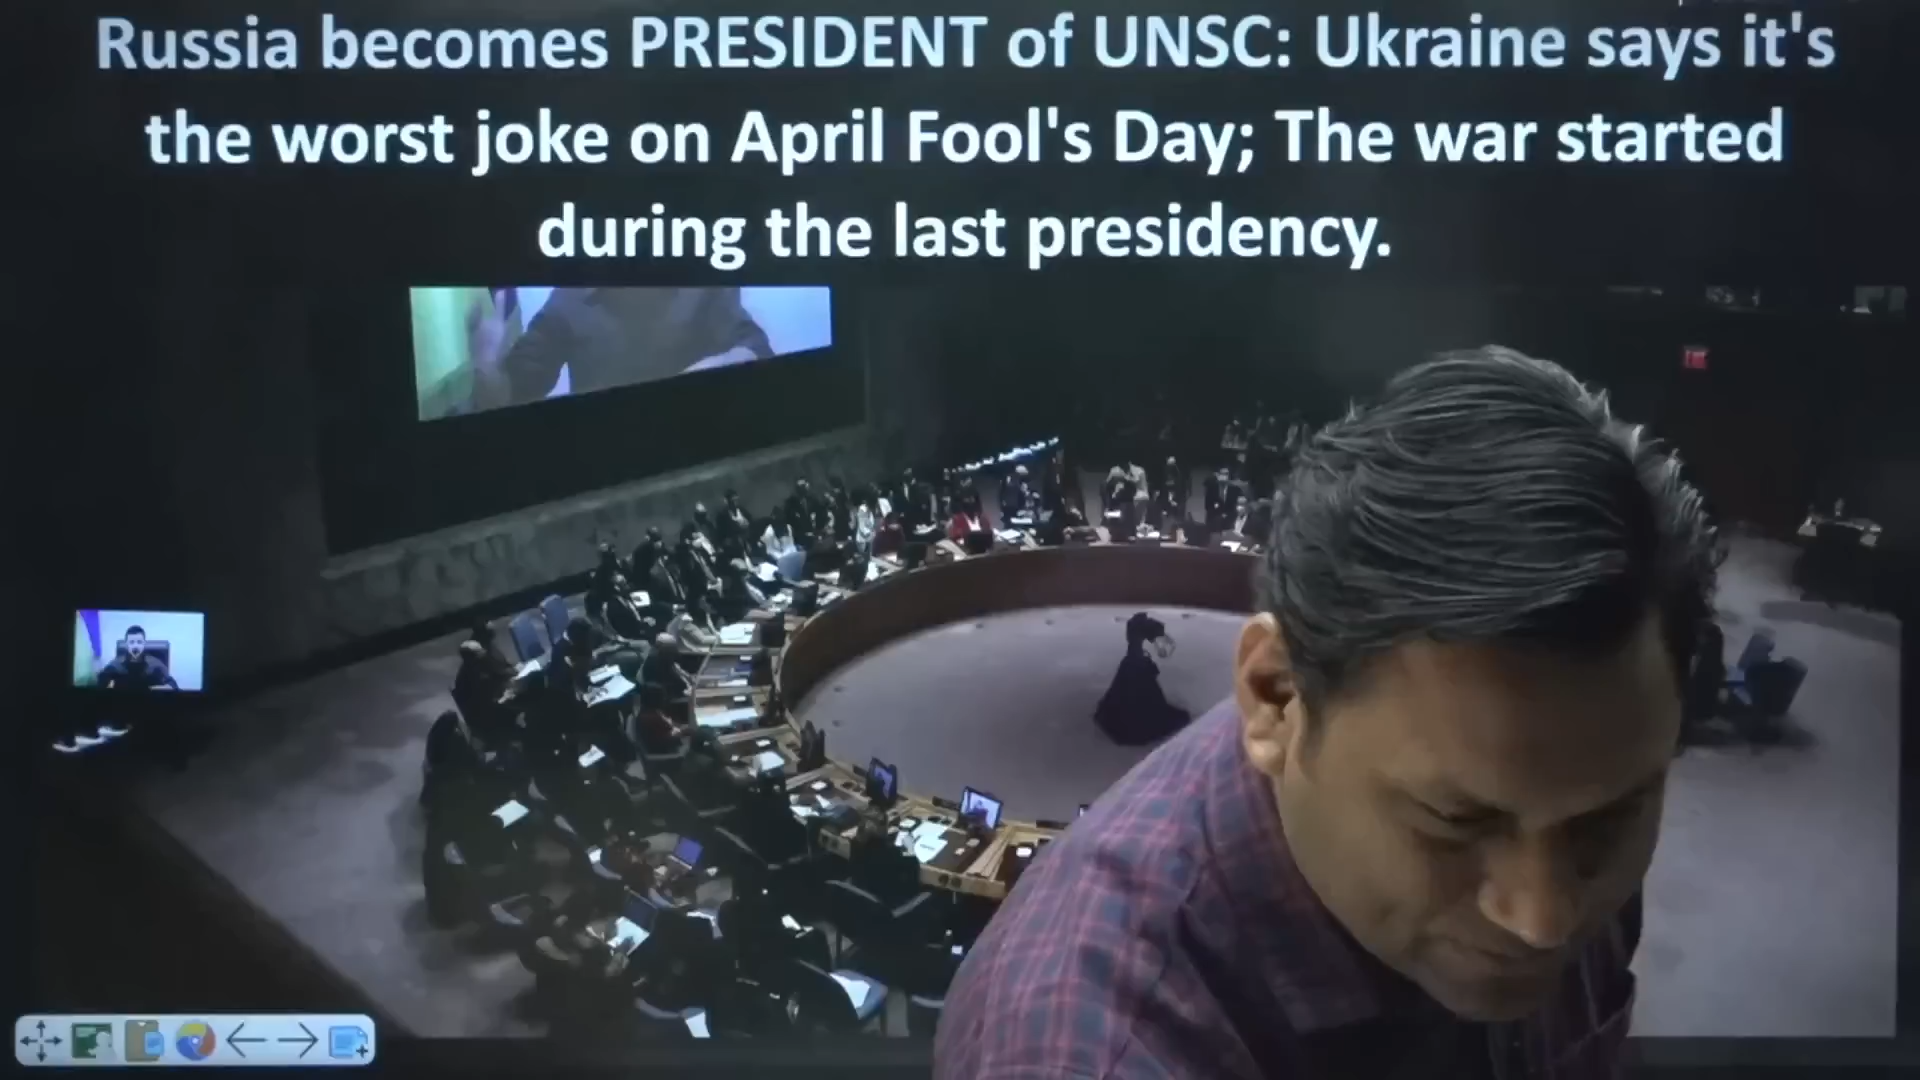 Russia becomes PRESIDENT of UNSC: Ukraine says it's
the worst joke on April Fool's Day; The war started
during the last presidency.